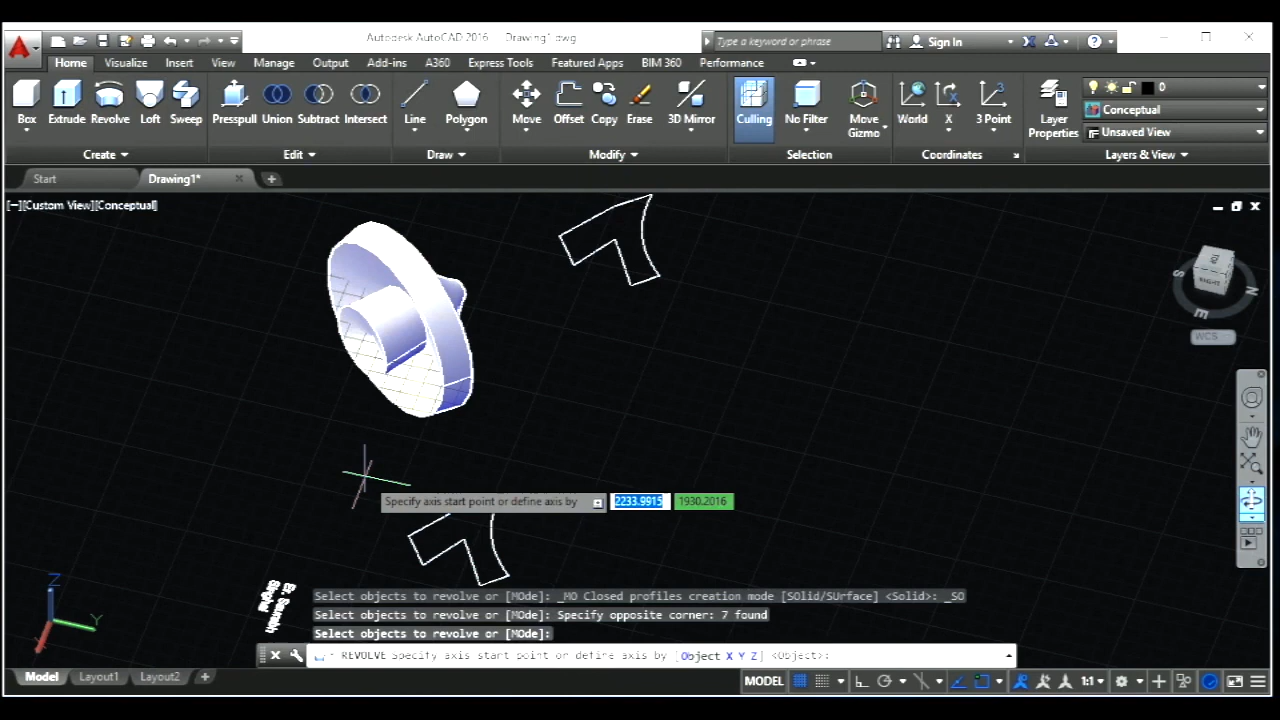 Autodesk AutoCAD 2016 Drawing1.dwg
Type a keyword or phrase
Sign In
Home Visualize Insert View Manage Output Add-ins A360 Express Tools Featured Apps BIM 360 Performance
Box Extrude Revolve Loft Sweep Presspull Union Subtract Intersect Line Polygon Move Offset Copy Erase 3D Mirror Culling No Filter Move Gizmo World X 3 Point Layer Properties
0
Conceptual
Unsaved View
Create Edit Draw Modify Selection Coordinates Layers & View
Start Drawing1*
[−][Custom View][Conceptual]
S N E
RIGHT
WCS
Specify axis start point or define axis by 2233.9915 1930.2016
Z
Y
Select objects to revolve or [MOde]: _MO Closed profiles creation mode [SOlid/SUrface] <Solid>: _SO
Select objects to revolve or [MOde]: Specify opposite corner: 7 found
Select objects to revolve or [MOde]:
REVOLVE Specify axis start point or define axis by [Object X Y Z] <Object>:
Model Layout1 Layout2 +
MODEL 1:1